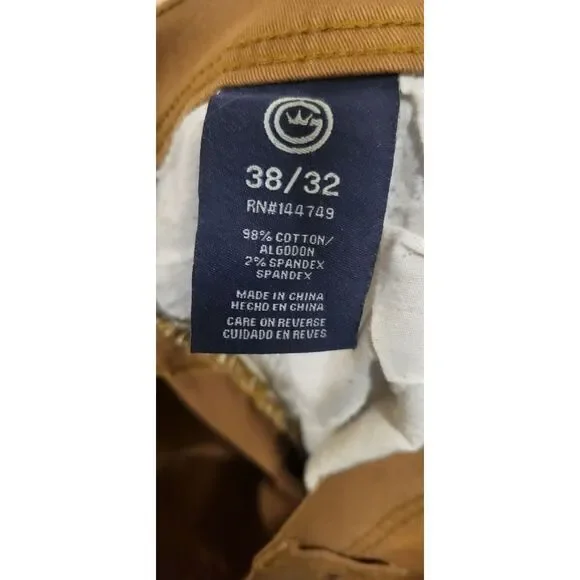 G
38/32
RN#144749
98% COTTON/
ALGODON
2% SPANDEX
SPANDEX
MADE IN CHINA
HECHO EN CHINA
CARE ON REVERSE
CUIDADO EN REVES